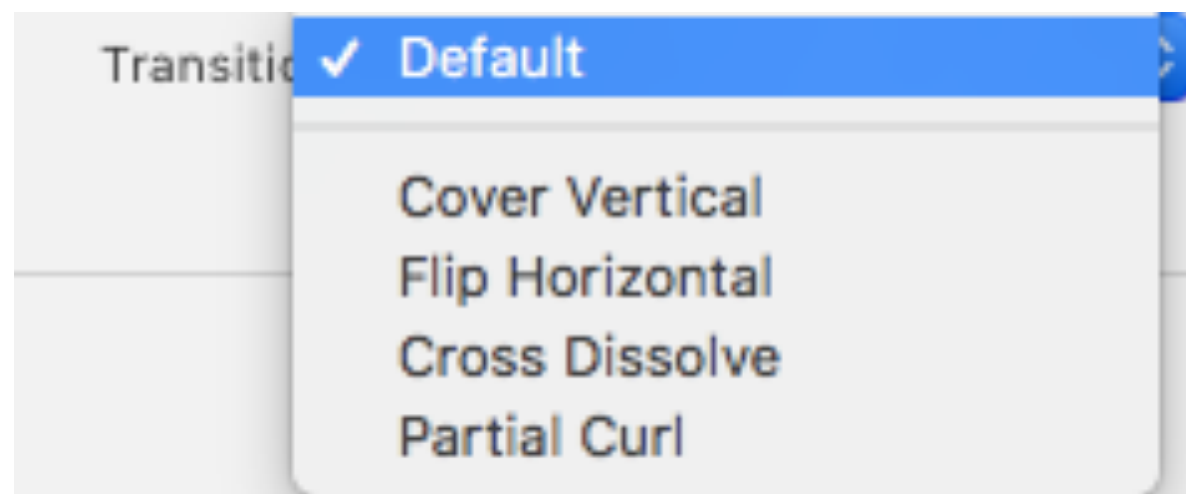 Transitio ✓ Default
Cover Vertical
Flip Horizontal
Cross Dissolve
Partial Curl